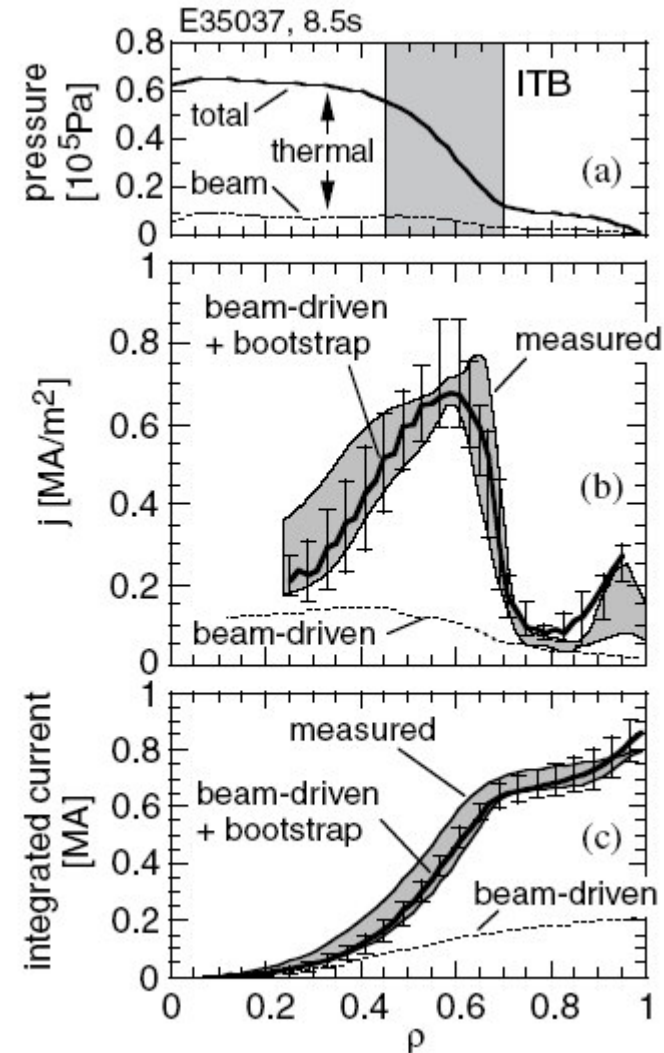 E35037, 8.5s
0.8
0.6
0.4
0.2
0
pressure
[10⁵Pa]
total
thermal
beam
ITB
(a)
1
0.8
0.6
0.4
0.2
0
j [MA/m²]
beam-driven
+ bootstrap
measured
(b)
beam-driven
1
0.8
0.6
0.4
0.2
0
integrated current
[MA]
measured
beam-driven
+ bootstrap
(c)
beam-driven
0 0.2 0.4 0.6 0.8 1
ρ